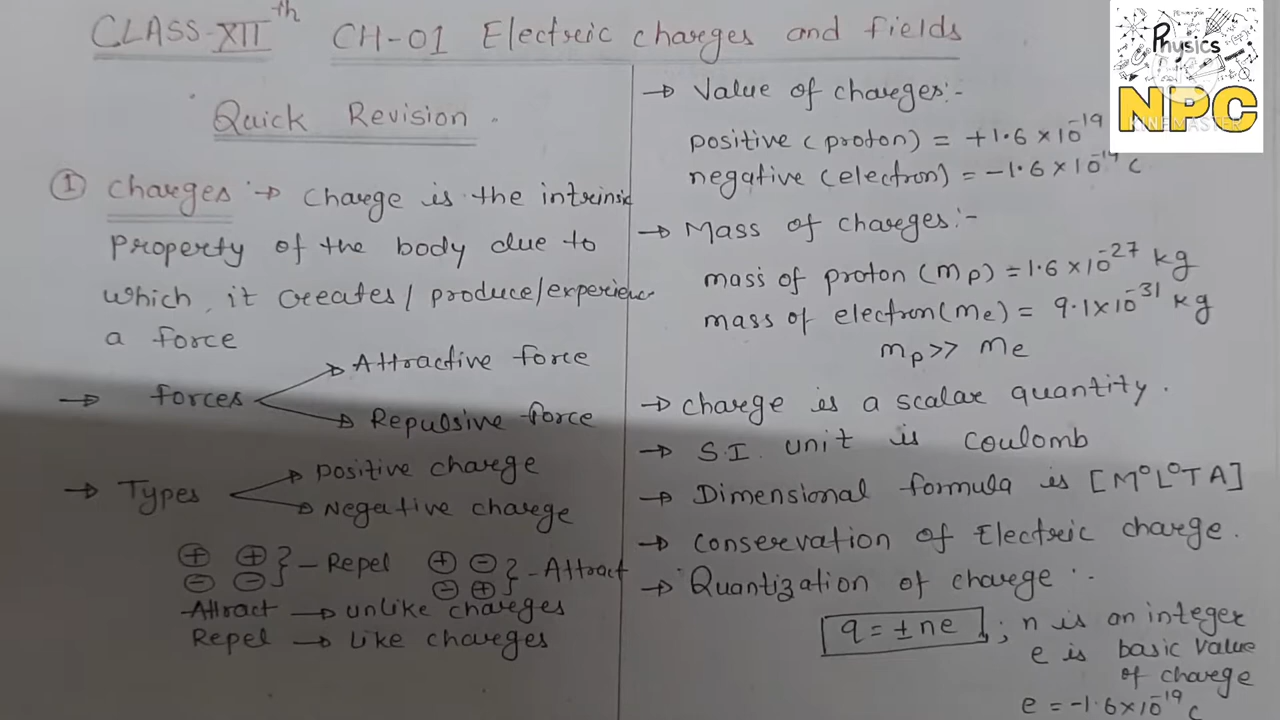 CLASS-XIIth CH-01 Electric charges and fields
Physics
NPC
KINEMASTER
Quick Revision.
① Charges :→ Charge is the intrinsic
Property of the body due to
which, it creates/produce/experience
a force
→ forces
Attractive force
Repulsive force
→ Types
Positive charge
Negative charge
⊕ ⊕ } - Repel ⊕ ⊖ } - Attract
⊖ ⊖ ⊖ ⊕
Attract → unlike charges
Repel → Like charges
→ Value of charges:-
positive (proton) = +1.6 × 10⁻¹⁹
negative (electron) = -1.6 × 10⁻¹⁹ C
→ Mass of charges:-
mass of proton (mp) = 1.6 × 10⁻²⁷ kg
mass of electron (me) = 9.1 × 10⁻³¹ kg
mp >> me
→ charge is a scalar quantity.
→ S.I. unit is Coulomb
→ Dimensional formula is [M⁰L⁰TA]
→ Conservation of Electric charge.
→ Quantization of charge :-
q = ±ne ; n is an integer
e is basic value
of charge
e = -1.6×10⁻¹⁹ C